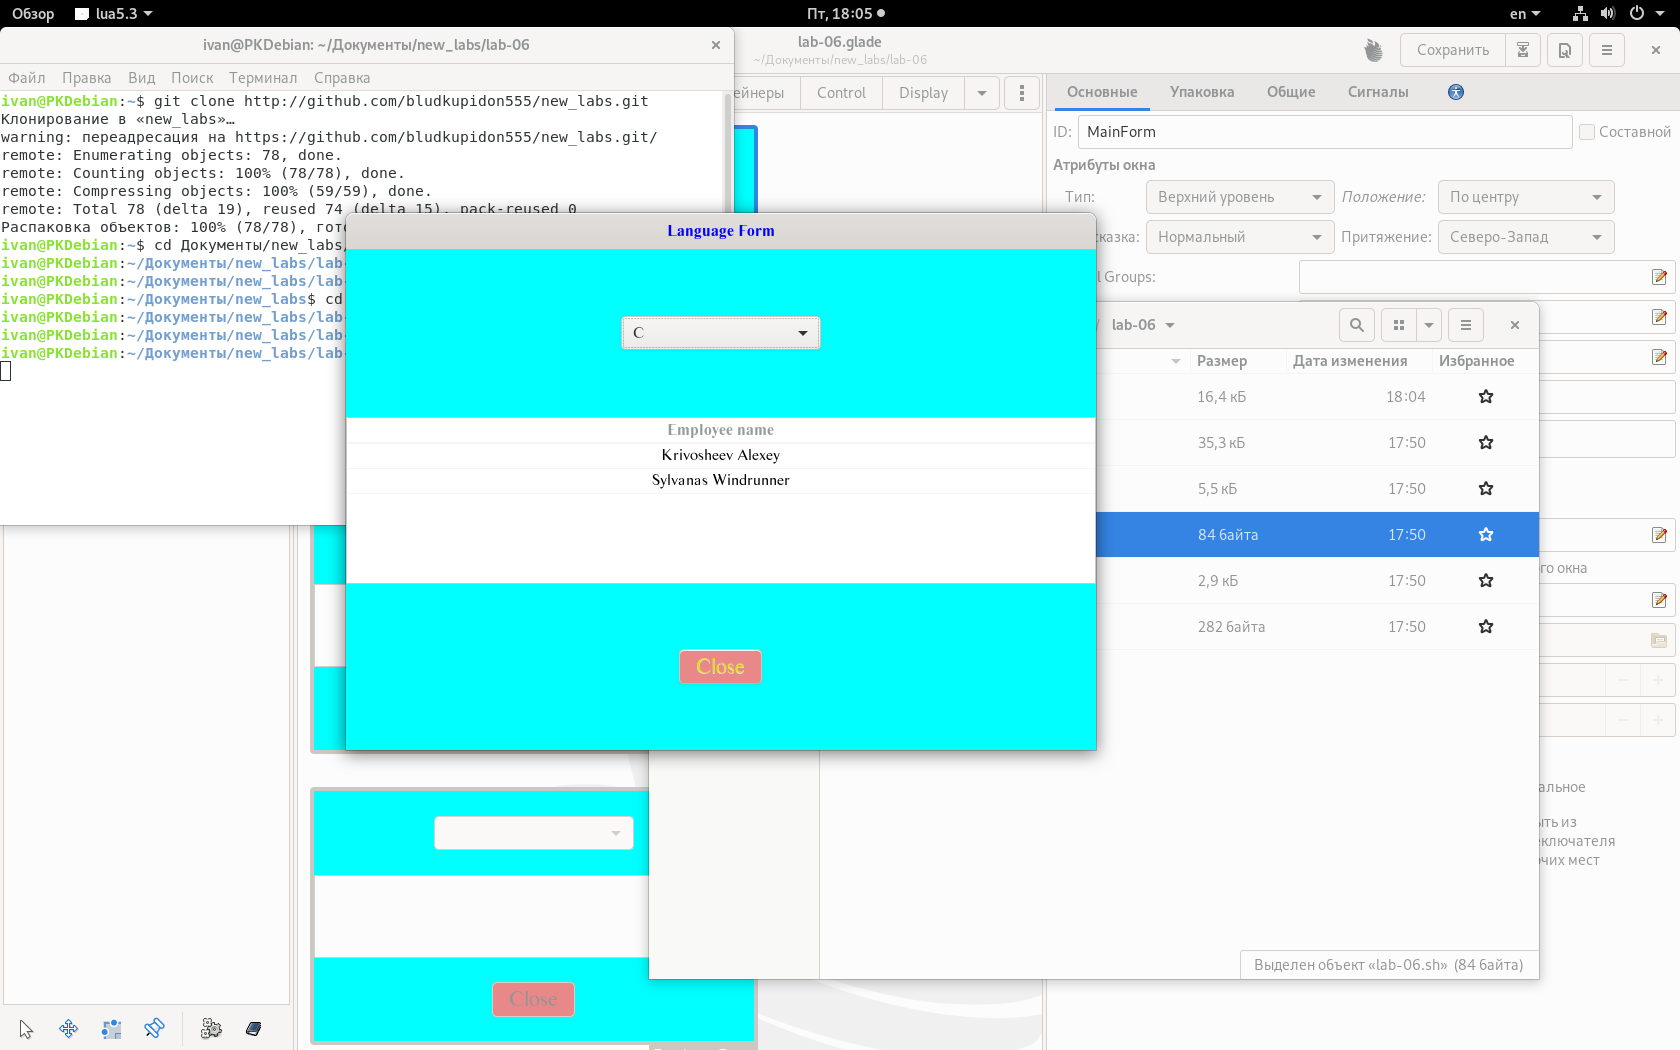 Обзор
lua5.3
Пт, 18:05
en
ivan@PKDebian: ~/Документы/new_labs/lab-06
Файл Правка Вид Поиск Терминал Справка
ivan@PKDebian:~$ git clone http://github.com/bludkupidon555/new_labs.git
Клонирование в «new_labs»…
warning: переадресация на https://github.com/bludkupidon555/new_labs.git/
remote: Enumerating objects: 78, done.
remote: Counting objects: 100% (78/78), done.
remote: Compressing objects: 100% (59/59), done.
remote: Total 78 (delta 19), reused 74 (delta 15), pack-reused 0
Распаковка объектов: 100% (78/78), гото
ivan@PKDebian:~$ cd Документы/new_labs/
ivan@PKDebian:~/Документы/new_labs/lab-
ivan@PKDebian:~/Документы/new_labs/lab-
ivan@PKDebian:~/Документы/new_labs$ cd
ivan@PKDebian:~/Документы/new_labs/lab-
ivan@PKDebian:~/Документы/new_labs/lab-
ivan@PKDebian:~/Документы/new_labs/lab-
lab-06.glade
~/Документы/new_labs/lab-06
Сохранить
ейнеры
Control
Display
Основные Упаковка Общие Сигналы
ID: MainForm Составной
Атрибуты окна
Тип: Верхний уровень Положение: По центру
сказка: Нормальный Притяжение: Северо-Запад
l Groups:
ого окна
альное
ыть из
еключателя
очих мест
Language Form
C
Employee name
Krivosheev Alexey
Sylvanas Windrunner
Close
/ lab-06
Размер Дата изменения Избранное
16,4 кБ 18:04
35,3 кБ 17:50
5,5 кБ 17:50
84 байта 17:50
2,9 кБ 17:50
282 байта 17:50
Выделен объект «lab-06.sh» (84 байта)
Close